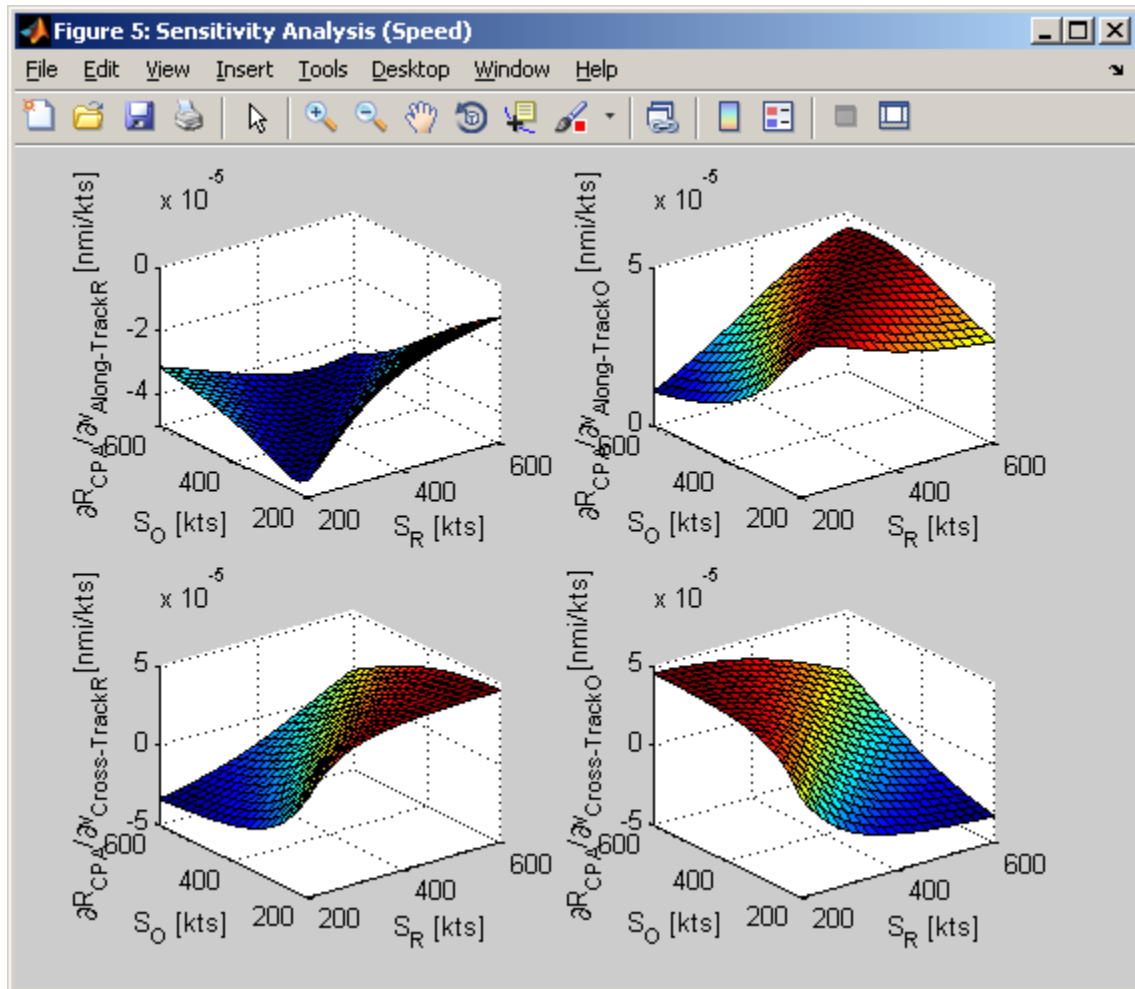 Figure 5: Sensitivity Analysis (Speed)
File Edit View Insert Tools Desktop Window Help
x 10^-5
0
-2
-4
∂R_CPA/∂v_Along-TrackR [nmi/kts]
600
400
200
S_O [kts]
200
400
600
S_R [kts]
x 10^-5
5
0
∂R_CPA/∂v_Along-TrackO [nmi/kts]
600
400
200
S_O [kts]
200
400
600
S_R [kts]
x 10^-5
5
0
-5
∂R_CPA/∂v_Cross-TrackR [nmi/kts]
600
400
200
S_O [kts]
200
400
600
S_R [kts]
x 10^-5
5
0
-5
∂R_CPA/∂v_Cross-TrackO [nmi/kts]
600
400
200
S_O [kts]
200
400
600
S_R [kts]